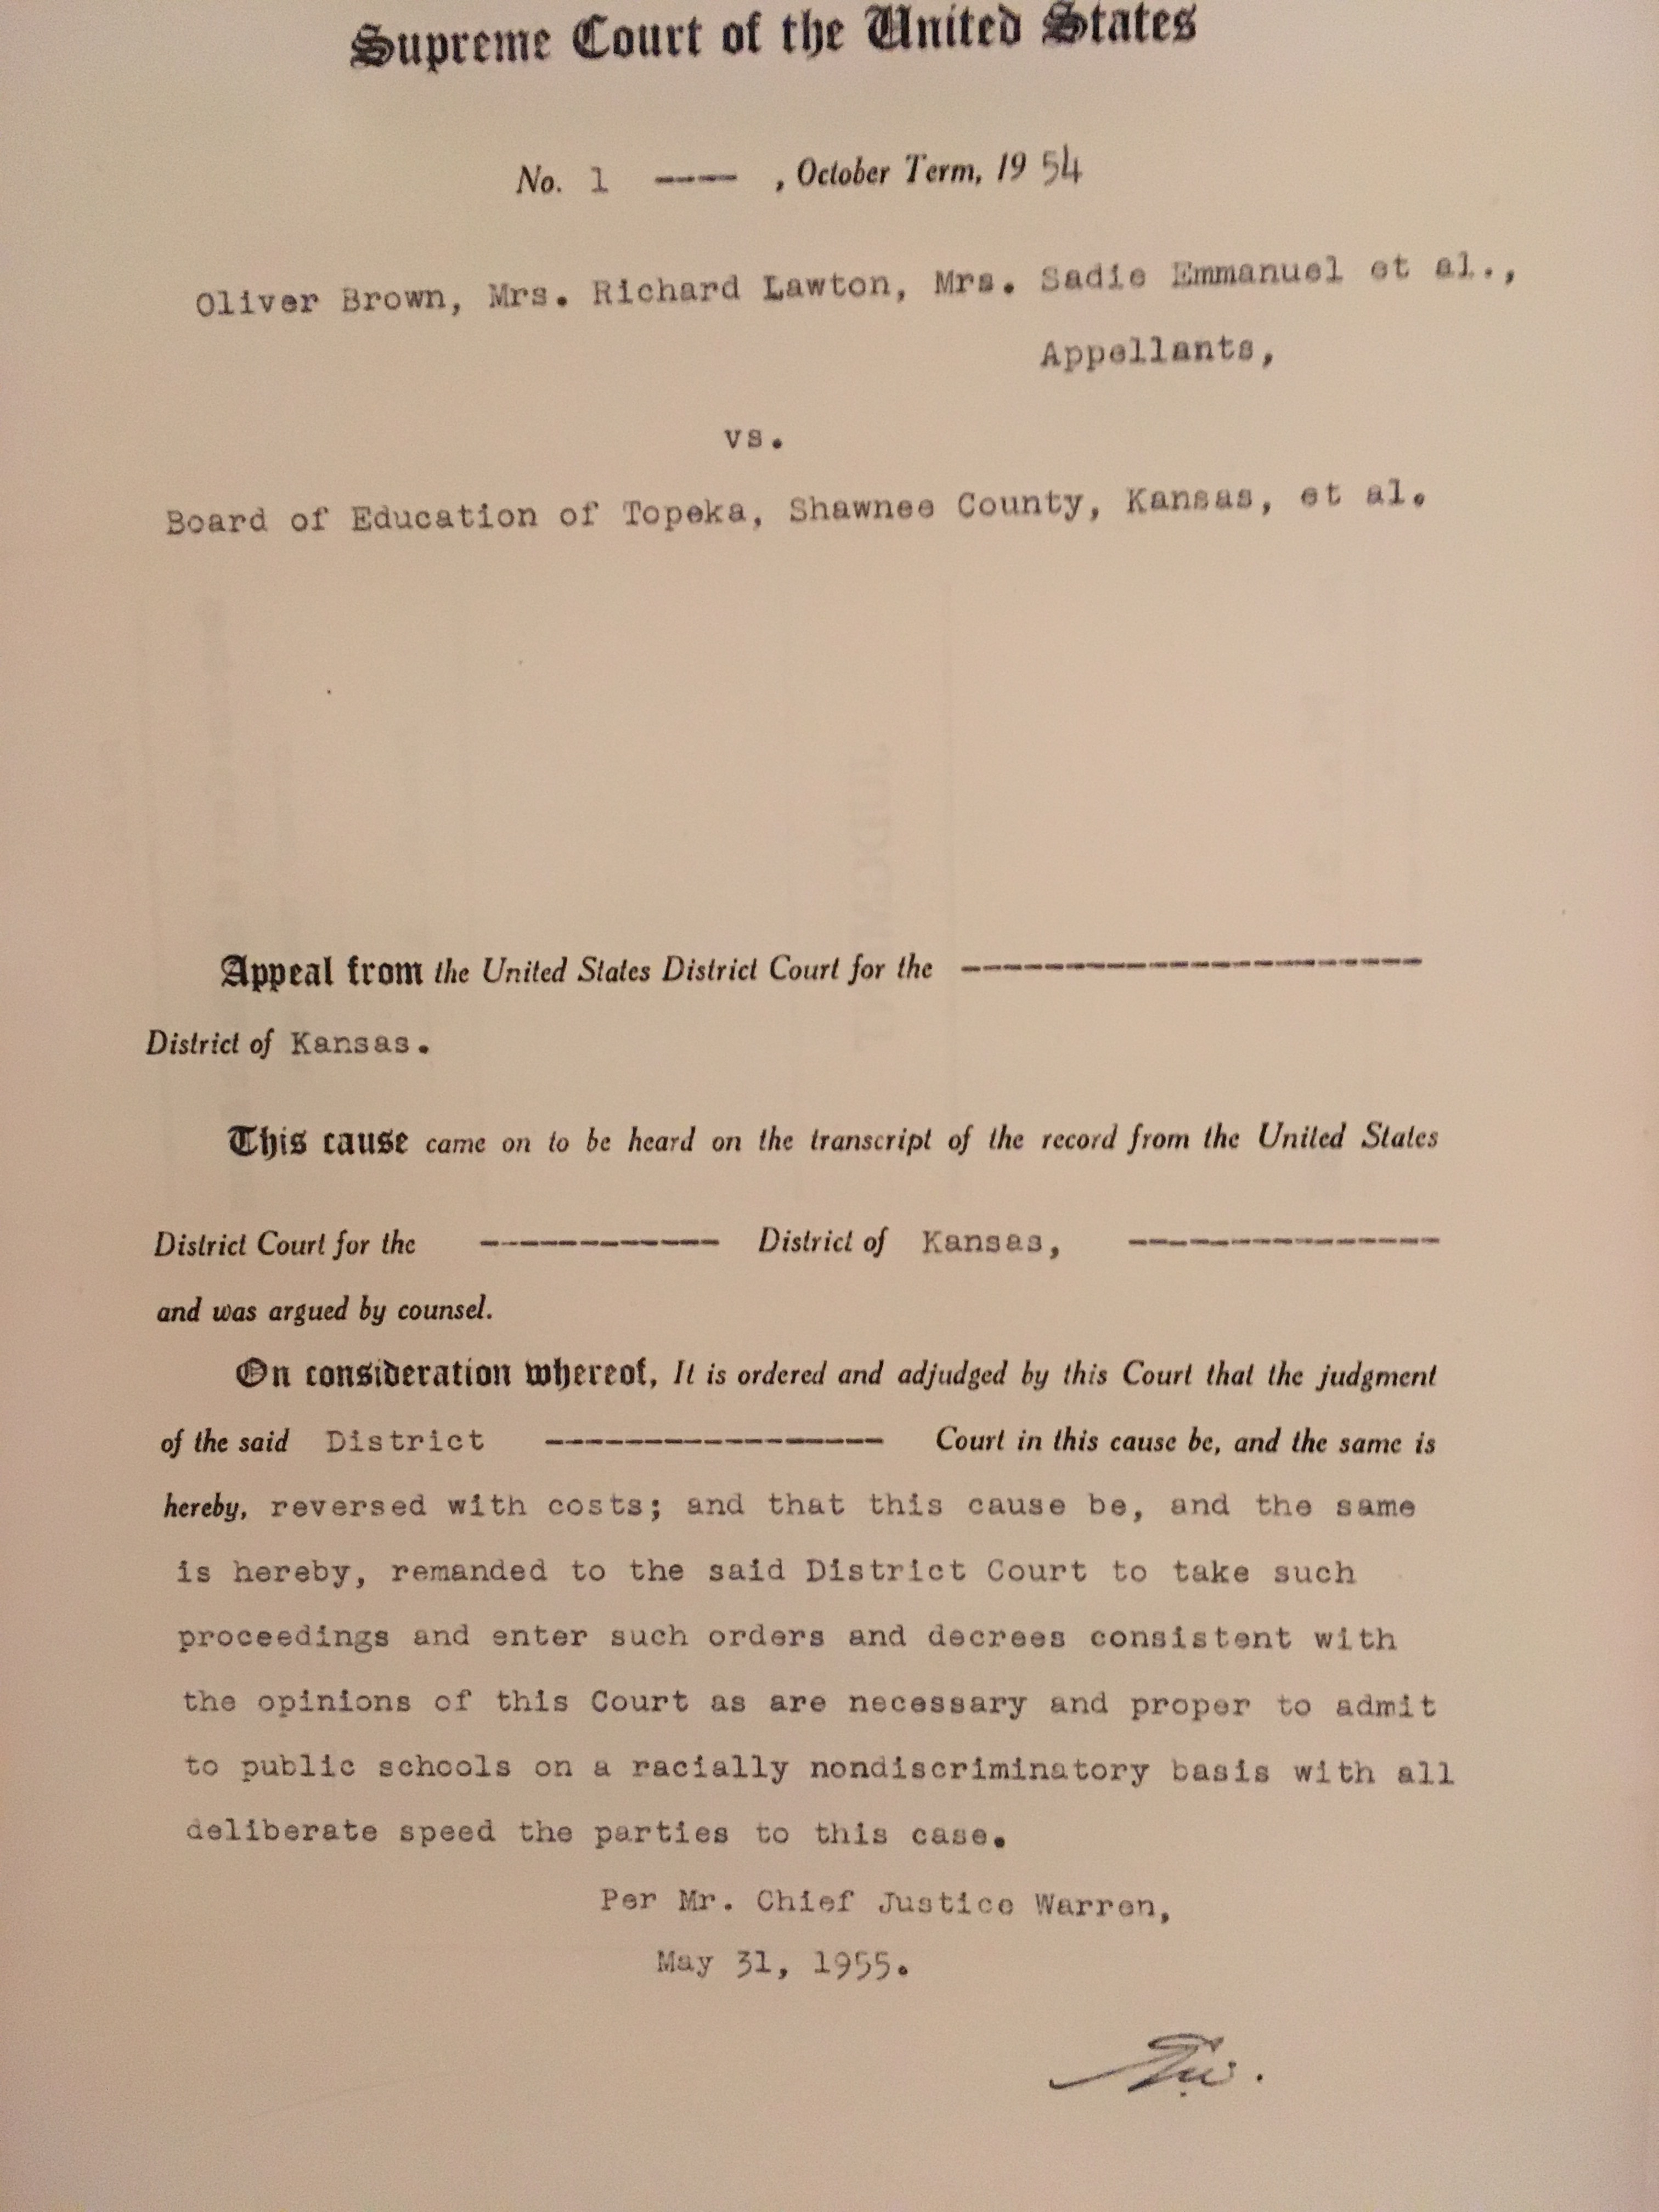 Supreme Court of the United States
No. 1 ---- , October Term, 19 54
Oliver Brown, Mrs. Richard Lawton, Mrs. Sadie Emmanuel et al.,
Appellants,
vs.
Board of Education of Topeka, Shawnee County, Kansas, et al.
Appeal from the United States District Court for the -----------------------
District of Kansas.
This cause came on to be heard on the transcript of the record from the United States
District Court for the ------------ District of Kansas, ----------------
and was argued by counsel.
On consideration whereof, It is ordered and adjudged by this Court that the judgment
of the said District ----------------- Court in this cause be, and the same is
hereby, reversed with costs; and that this cause be, and the same
is hereby, remanded to the said District Court to take such
proceedings and enter such orders and decrees consistent with
the opinions of this Court as are necessary and proper to admit
to public schools on a racially nondiscriminatory basis with all
deliberate speed the parties to this case.
Per Mr. Chief Justice Warren,
May 31, 1955.